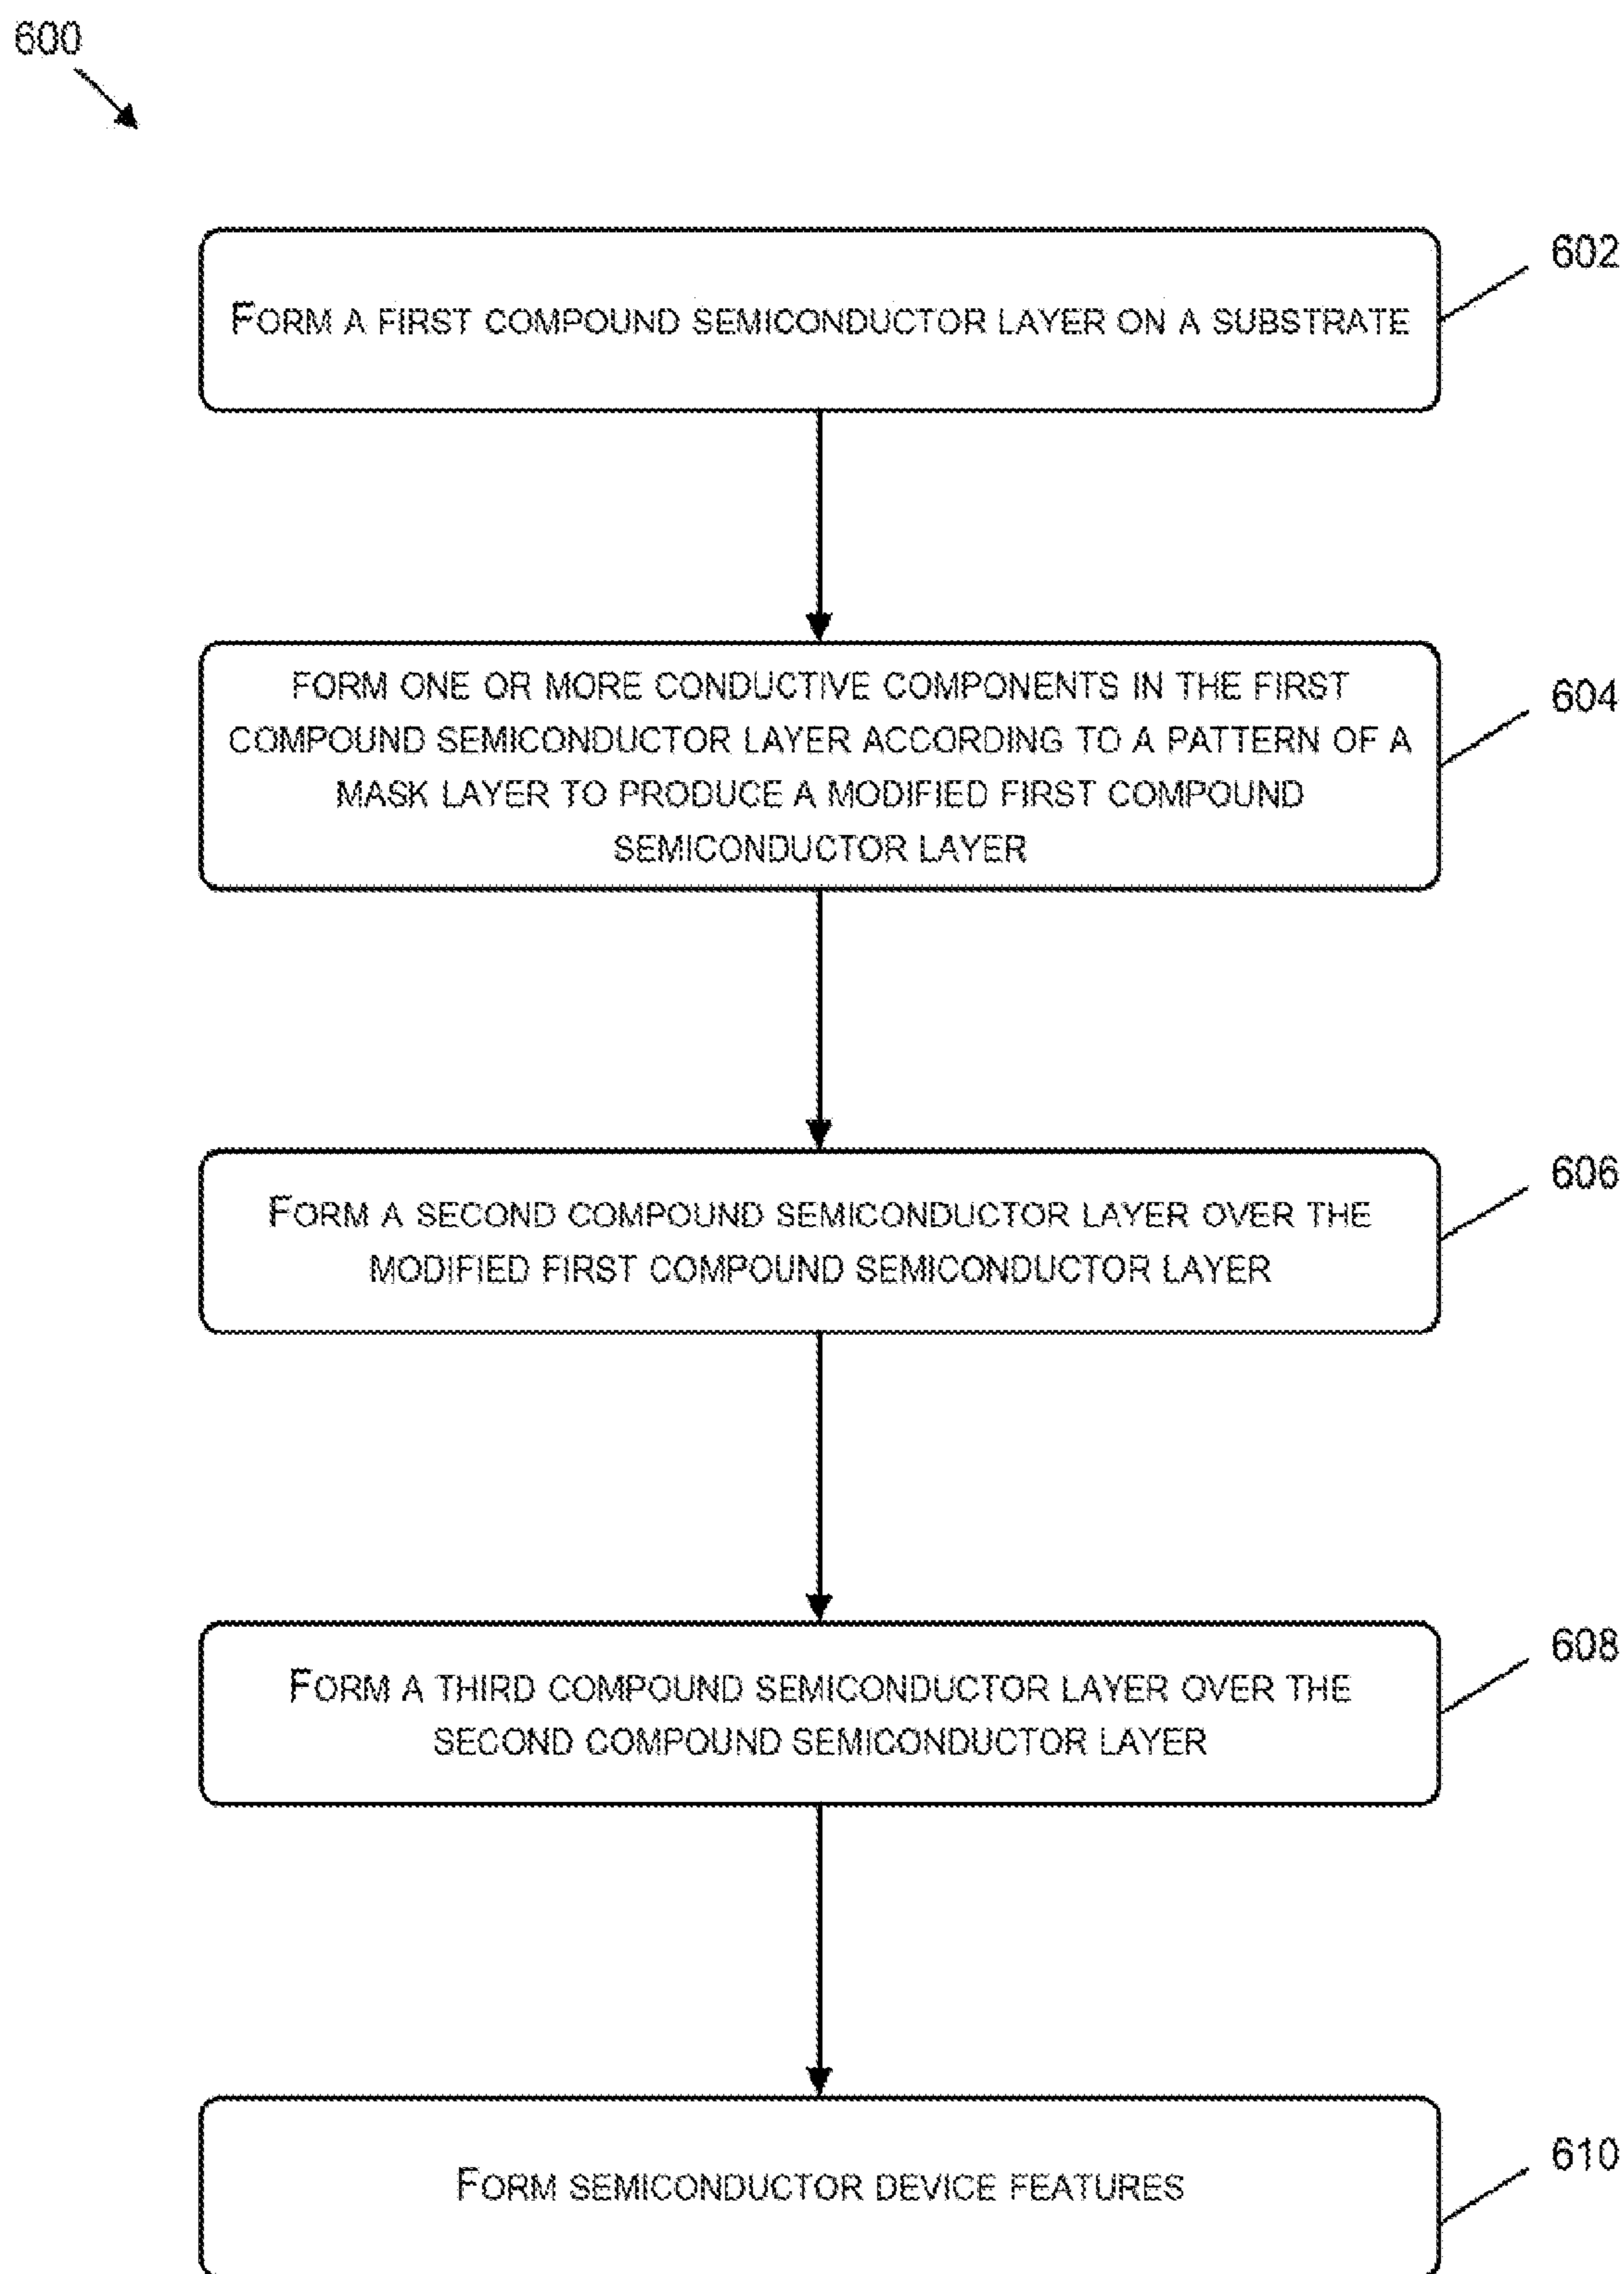 600
FORM A FIRST COMPOUND SEMICONDUCTOR LAYER ON A SUBSTRATE
602
FORM ONE OR MORE CONDUCTIVE COMPONENTS IN THE FIRST
COMPOUND SEMICONDUCTOR LAYER ACCORDING TO A PATTERN OF A
MASK LAYER TO PRODUCE A MODIFIED FIRST COMPOUND
SEMICONDUCTOR LAYER
604
FORM A SECOND COMPOUND SEMICONDUCTOR LAYER OVER THE
MODIFIED FIRST COMPOUND SEMICONDUCTOR LAYER
606
FORM A THIRD COMPOUND SEMICONDUCTOR LAYER OVER THE
SECOND COMPOUND SEMICONDUCTOR LAYER
608
FORM SEMICONDUCTOR DEVICE FEATURES
610